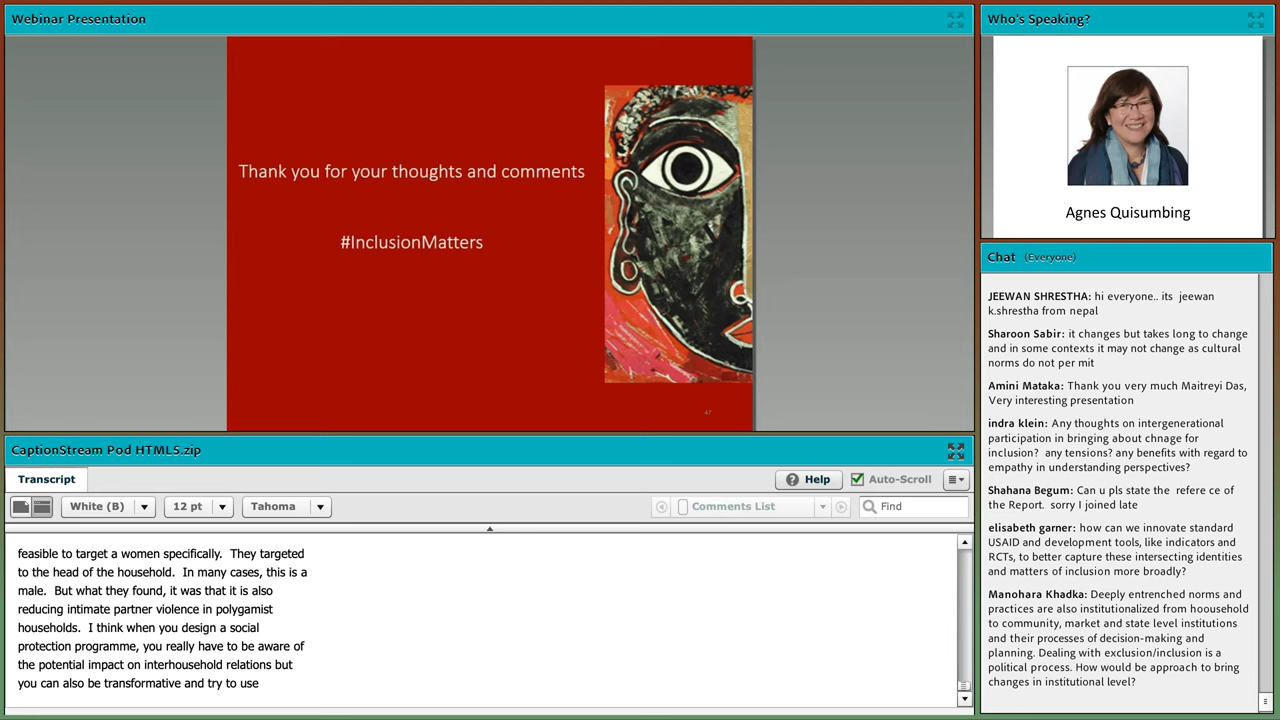 Webinar Presentation
Thank you for your thoughts and comments
#InclusionMatters
47
Who's Speaking?
Agnes Quisumbing
Chat (Everyone)
JEEWAN SHRESTHA: hi everyone.. its jeewan
k.shrestha from nepal
Sharoon Sabir: it changes but takes long to change
and in some contexts it may not change as cultural
norms do not per mit
Amini Mataka: Thank you very much Maitreyi Das,
Very interesting presentation
indra klein: Any thoughts on intergenerational
participation in bringing about chnage for
inclusion? any tensions? any benefits with regard to
empathy in understanding perspectives?
Shahana Begum: Can u pls state the refere ce of
the Report. sorry I joined late
elisabeth garner: how can we innovate standard
USAID and development tools, like indicators and
RCTs, to better capture these intersecting identities
and matters of inclusion more broadly?
Manohara Khadka: Deeply entrenched norms and
practices are also institutionalized from hoousehold
to community, market and state level institutions
and their processes of decision-making and
planning. Dealing with exclusion/inclusion is a
political process. How would be approach to bring
changes in institutional level?
CaptionStream Pod HTML5.zip
Transcript
Help
Auto-Scroll
White (B)
12 pt
Tahoma
Comments List
Find
feasible to target a women specifically. They targeted
to the head of the household. In many cases, this is a
male. But what they found, it was that it is also
reducing intimate partner violence in polygamist
households. I think when you design a social
protection programme, you really have to be aware of
the potential impact on interhousehold relations but
you can also be transformative and try to use